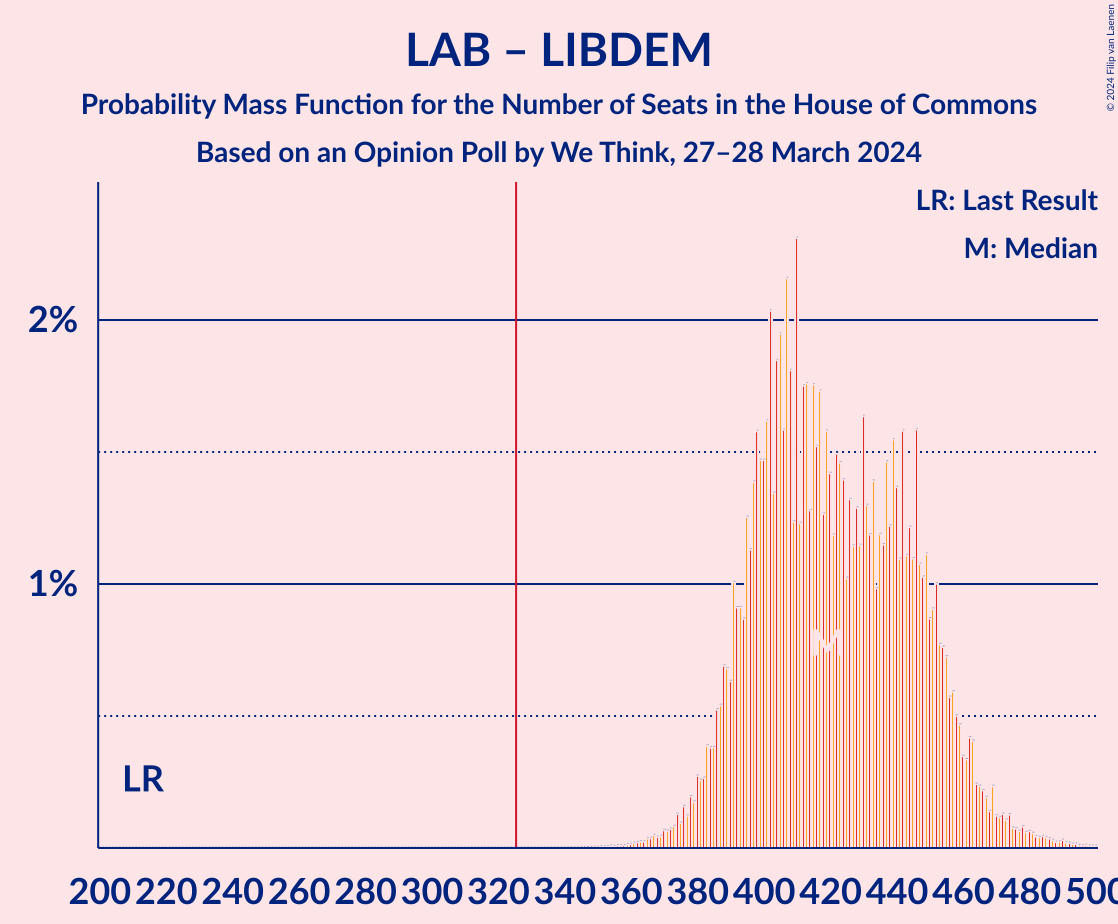 LAB – LIBDEM
Probability Mass Function for the Number of Seats in the House of Commons
Based on an Opinion Poll by We Think, 27–28 March 2024
© 2024 Filip van Laenen
LR: Last Result
M: Median
2%
1%
LR
M
200 220 240 260 280 300 320 340 360 380 400 420 440 460 480 500